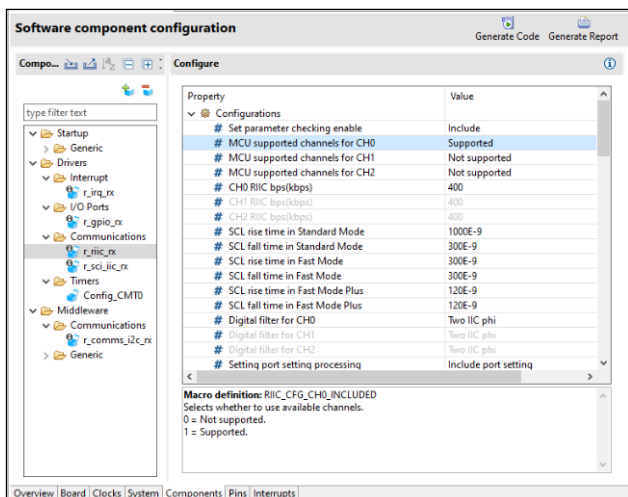 Software component configuration
Generate Code Generate Report
Compo...
Configure
type filter text
Startup
Generic
Drivers
Interrupt
r_irq_rx
I/O Ports
r_gpio_rx
Communications
r_riic_rx
r_sci_iic_rx
Timers
Config_CMT0
Middleware
Communications
r_comms_i2c_rx
Generic
Property Value
Configurations
# Set parameter checking enable Include
# MCU supported channels for CH0 Supported
# MCU supported channels for CH1 Not supported
# MCU supported channels for CH2 Not supported
# CH0 RIIC bps(kbps) 400
# CH1 RIIC bps(kbps) 400
# CH2 RIIC bps(kbps) 400
# SCL rise time in Standard Mode 1000E-9
# SCL fall time in Standard Mode 300E-9
# SCL rise time in Fast Mode 300E-9
# SCL fall time in Fast Mode 300E-9
# SCL rise time in Fast Mode Plus 120E-9
# SCL fall time in Fast Mode Plus 120E-9
# Digital filter for CH0 Two IIC phi
# Digital filter for CH1 Two IIC phi
# Digital filter for CH2 Two IIC phi
# Setting port setting processing Include port setting
Macro definition: RIIC_CFG_CH0_INCLUDED
Selects whether to use available channels.
0 = Not supported.
1 = Supported.
Overview Board Clocks System Components Pins Interrupts